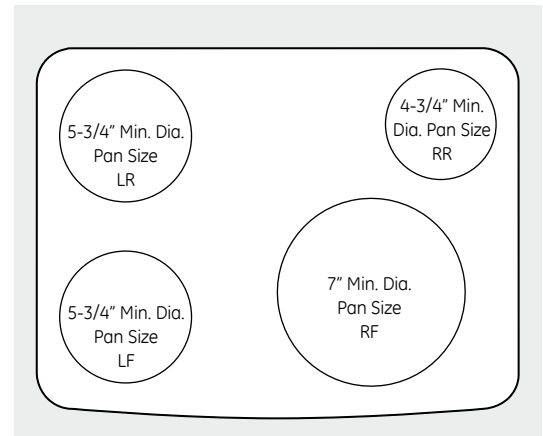 5-3/4″ Min. Dia.
Pan Size
LR
4-3/4″ Min.
Dia. Pan Size
RR
5-3/4″ Min. Dia.
Pan Size
LF
7″ Min. Dia.
Pan Size
RF